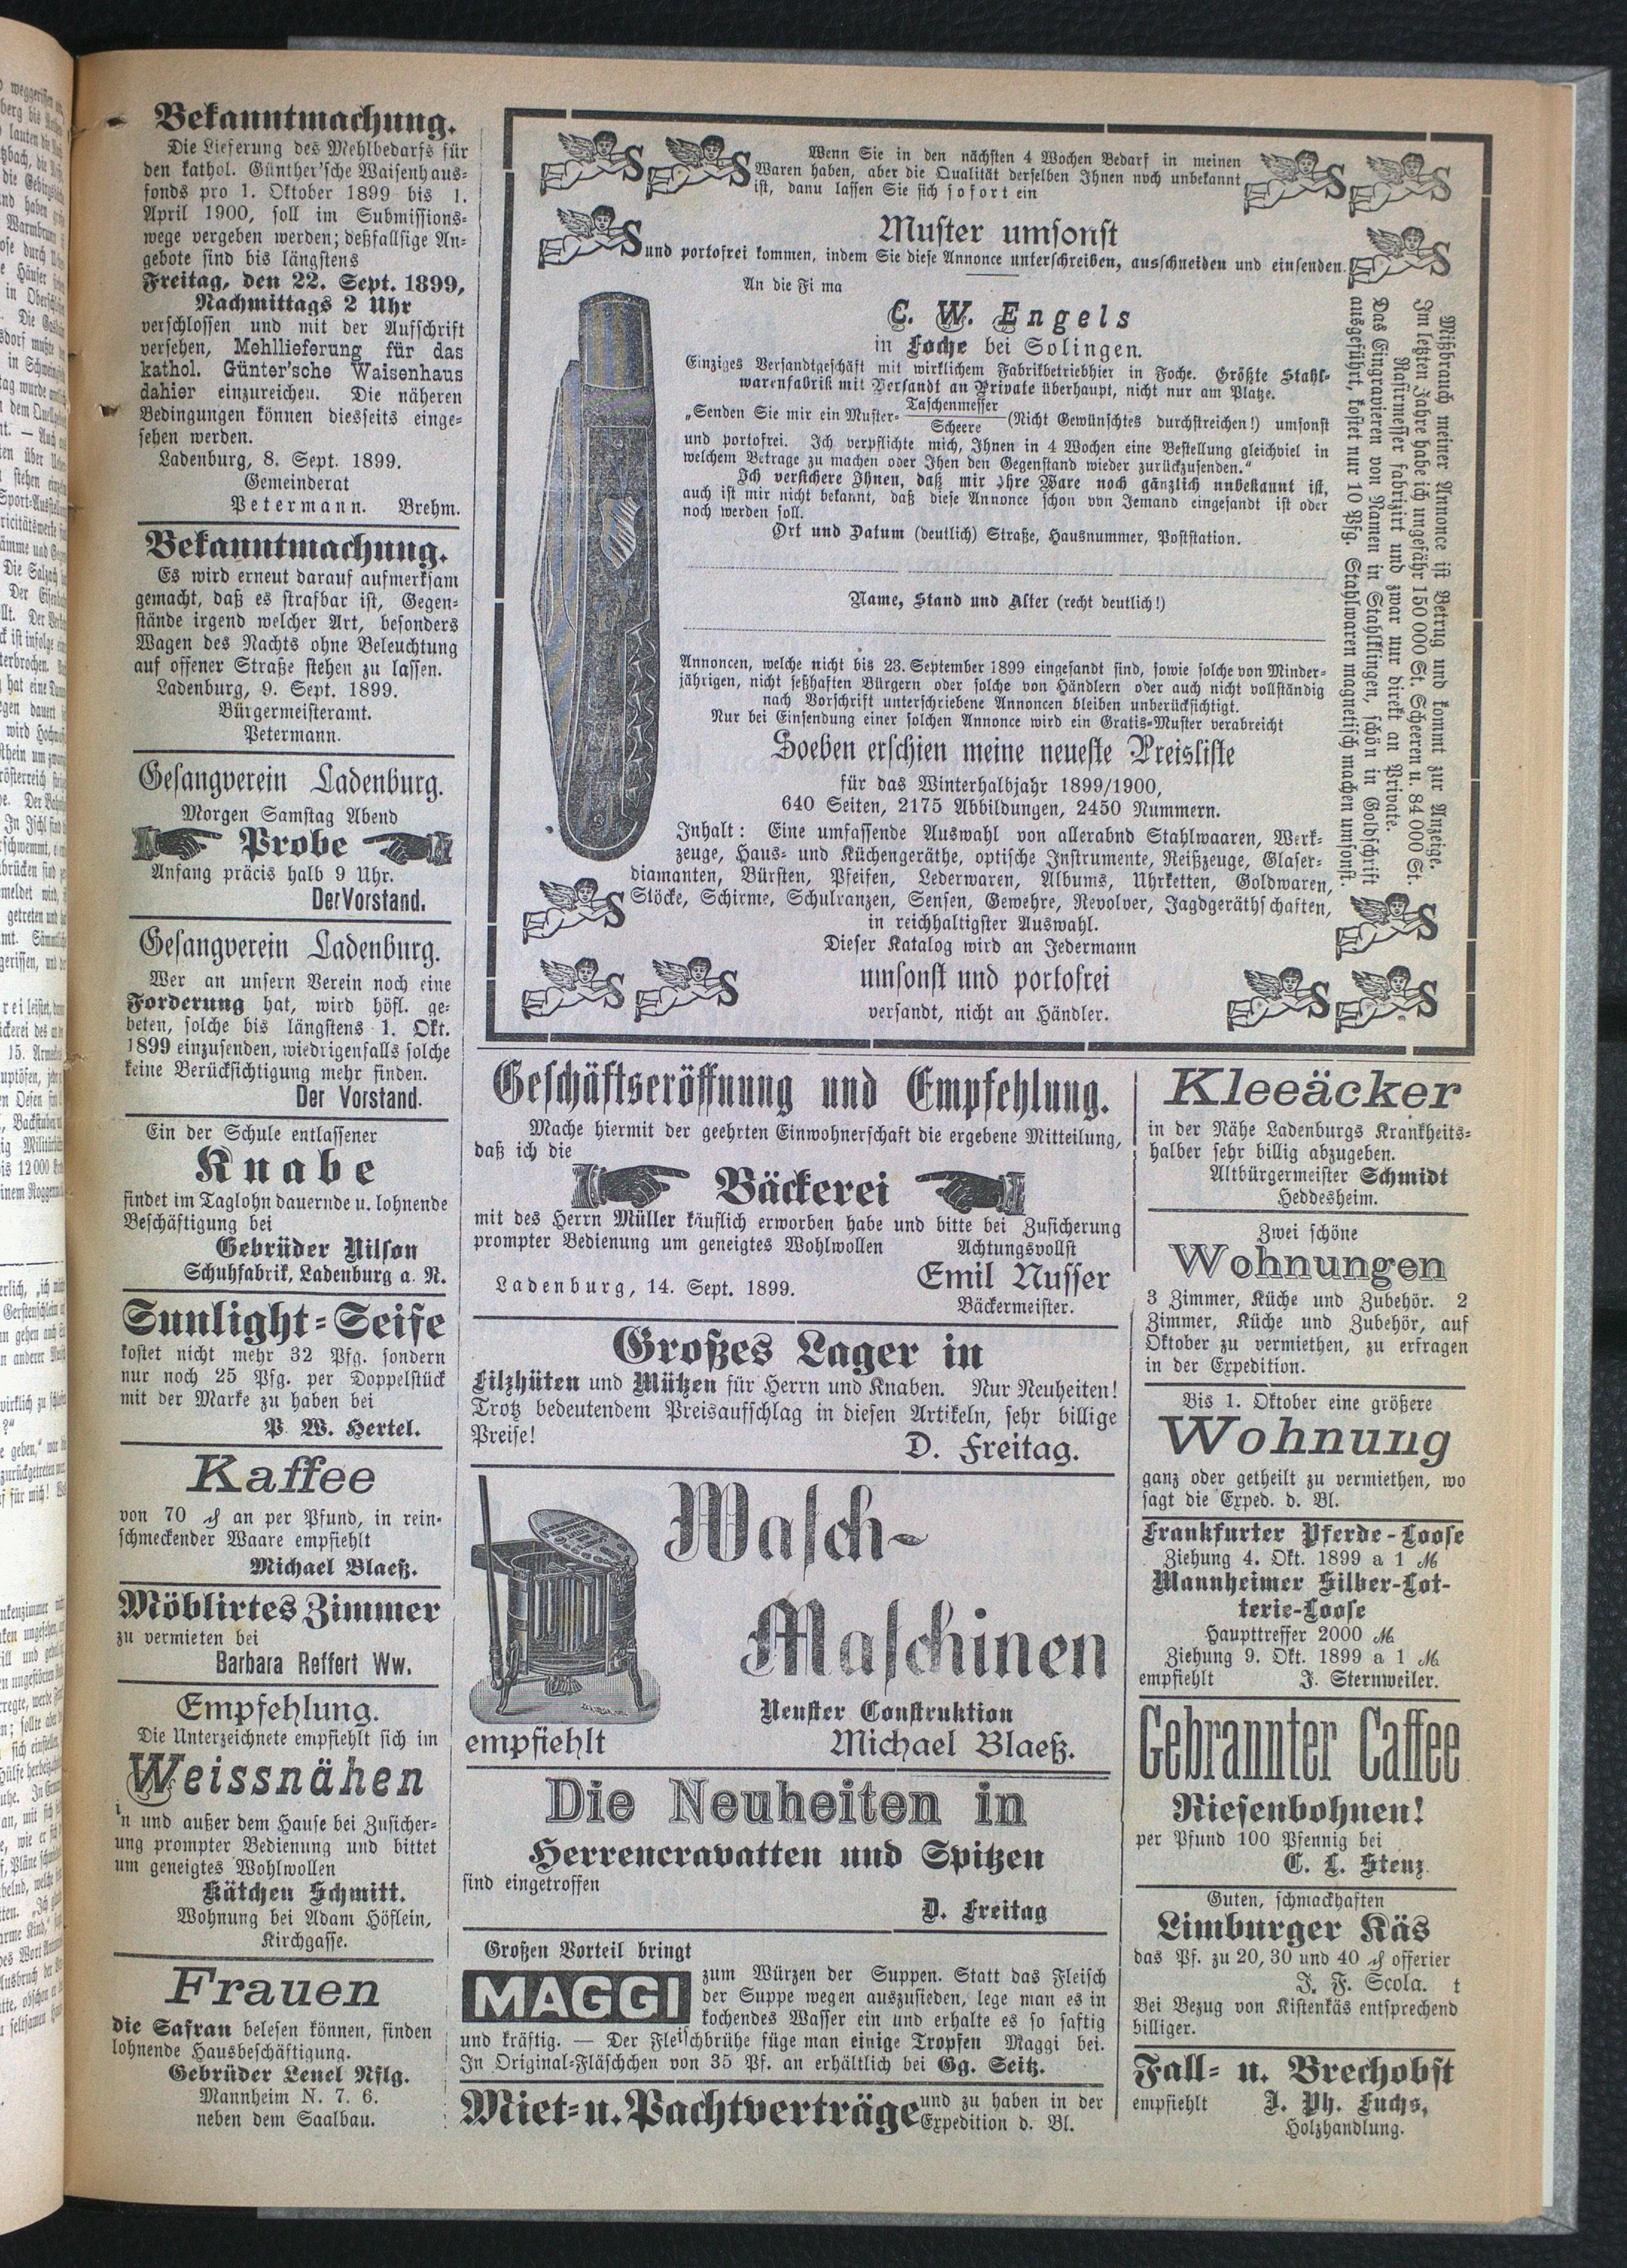 Bekanntmachung.
Die Lieferung des Mehlbedarfs für
den kathol. Günther'sche Waisenhaus-
fonds pro 1. Oktober 1899 bis 1.
April 1900, soll im Submissions-
wege vergeben werden; deßfallsige An-
gebote sind bis längstens
Freitag, den 22. Sept. 1899,
Nachmittags 2 Uhr
verschlossen und mit der Aufschrift
versehen, Mehllieferung für das
kathol. Günter'sche Waisenhaus
dahier einzureichen. Die näheren
Bedingungen können diesseits einge-
sehen werden.
Ladenburg, 8. Sept. 1899.
Gemeinderat
Petermann. Brehm.
Bekanntmachung.
Es wird erneut darauf aufmerksam
gemacht, daß es strafbar ist, Gegen-
stände irgend welcher Art, besonders
Wagen des Nachts ohne Beleuchtung
auf offener Straße stehen zu lassen.
Ladenburg, 9. Sept. 1899.
Bürgermeisteramt.
Petermann.
Gesangverein Ladenburg.
Morgen Samstag Abend
Probe
Anfang präcis halb 9 Uhr.
Der Vorstand.
Gesangverein Ladenburg.
Wer an unsern Verein noch eine
Forderung hat, wird höfl. ge-
beten, solche bis längstens 1. Okt.
1899 einzusenden, wiedrigenfalls solche
keine Berücksichtigung mehr finden.
Der Vorstand.
Ein der Schule entlassener
Knabe
findet im Taglohn dauernde u. lohnende
Beschäftigung bei
Gebrüder Nilson
Schuhfabrik, Ladenburg a. N.
Sunlight-Seife
kostet nicht mehr 32 Pfg. sondern
nur noch 25 Pfg. per Doppelstück
mit der Marke zu haben bei
P. W. Hertel.
Kaffee
von 70 ₰ an per Pfund, in rein-
schmeckender Waare empfiehlt
Michael Blaeß.
Möblirtes Zimmer
zu vermieten bei
Barbara Reffert Ww.
Empfehlung.
Die Unterzeichnete empfiehlt sich im
Weissnähen
in und außer dem Hause bei Zusicher-
ung prompter Bedienung und bittet
um geneigtes Wohlwollen
Kätchen Schmitt.
Wohnung bei Adam Höflein,
Kirchgasse.
Frauen
die Safran belesen können, finden
lohnende Hausbeschäftigung.
Gebrüder Lenel Nflg.
Mannheim N. 7. 6.
neben dem Saalbau.
Wenn Sie in den nächsten 4 Wochen Bedarf in meinen
Waren haben, aber die Qualität derselben Ihnen noch unbekannt
ist, danu lassen Sie sich sofort ein
Muster umsonst
und portofrei kommen, indem Sie diese Annonce unterschreiben, ausschneiden und einsenden.
An die Fi ma
C. W. Engels
in Foche bei Solingen.
Einziges Versandtgeschäft mit wirklichem Fabrikbetriebhier in Foche. Größte Stahl-
warenfabrik mit Versandt an Private überhaupt, nicht nur am Platze.
„Senden Sie mir ein Muster- Taschenmesser
Scheere (Nicht Gewünschtes durchstreichen!) umsonst
und portofrei. Ich verpflichte mich, Ihnen in 4 Wochen eine Bestellung gleichviel in
welchem Betrage zu machen oder Ihen den Gegenstand wieder zurückzusenden."
Ich versichere Ihnen, daß mir Ihre Ware noch gänzlich unbekannt ist,
auch ist mir nicht bekannt, daß diese Annonce schon von Jemand eingesandt ist oder
noch werden soll.
Ort und Datum (deutlich) Straße, Hausnummer, Poststation.
Name, Stand und Alter (recht deutlich!)
Annoncen, welche nicht bis 23. September 1899 eingesandt sind, sowie solche von Minder-
jährigen, nicht seßhaften Bürgern oder solche von Händlern oder auch nicht vollständig
nach Vorschrift unterschriebene Annoncen bleiben unberücksichtigt.
Nur bei Einsendung einer solchen Annonce wird ein Gratis-Muster verabreicht
Soeben erschien meine neueste Preisliste
für das Winterhalbjahr 1899/1900,
640 Seiten, 2175 Abbildungen, 2450 Nummern.
Inhalt: Eine umfassende Auswahl von allerabnd Stahlwaaren, Werk-
zeuge, Haus- und Küchengeräthe, optische Instrumente, Reißzeuge, Glaser-
diamanten, Bürsten, Pfeifen, Lederwaren, Albums, Uhrketten, Goldwaren,
Stöcke, Schirme, Schulranzen, Sensen, Gewehre, Revolver, Jagdgeräthschaften,
in reichhaltigster Auswahl.
Dieser Katalog wird an Jedermann
umsonst und portofrei
versandt, nicht an Händler.
Mißbrauch meiner Annonce ist Betrug und kommt zur Anzeige.
Im letzten Jahre habe ich ungefähr 150 000 St. Scheeren u. 84 000 St.
Rasirmesser fabrizirt und zwar nur direkt an Private.
Das Eingravieren von Namen in Stahlklingen, schön in Goldschrift
ausgeführt, kostet nur 10 Pfg. Stahlwaren magnetisch machen umsonst.
Geschäftseröffnung und Empfehlung.
Mache hiermit der geehrten Einwohnerschaft die ergebene Mitteilung,
daß ich die
Bäckerei
mit des Herrn Müller käuflich erworben habe und bitte bei Zusicherung
prompter Bedienung um geneigtes Wohlwollen Achtungsvollst
Emil Nusser
Ladenburg, 14. Sept. 1899.
Bäckermeister.
Großes Lager in
Filzhüten und Mützen für Herrn und Knaben. Nur Neuheiten!
Trotz bedeutendem Preisaufschlag in diesen Artikeln, sehr billige
Preise!
D. Freitag.
Wasch-
Maschinen
Neuster Construktion
empfiehlt Michael Blaeß.
Die Neuheiten in
Herrencravatten und Spitzen
sind eingetroffen
D. Freitag
Großen Vorteil bringt
MAGGI zum Würzen der Suppen. Statt das Fleisch
der Suppe wegen auszusieden, lege man es in
kochendes Wasser ein und erhalte es so saftig
und kräftig. — Der Fleischbrühe füge man einige Tropfen Maggi bei.
In Original-Fläschchen von 35 Pf. an erhältlich bei Gg. Seitz.
Miet- u. Pachtverträge und zu haben in der
Expedition d. Bl.
Kleeäcker
in der Nähe Ladenburgs Krankheits-
halber sehr billig abzugeben.
Altbürgermeister Schmidt
Heddesheim.
Zwei schöne
Wohnungen
3 Zimmer, Küche und Zubehör. 2
Zimmer, Küche und Zubehör, auf
Oktober zu vermiethen, zu erfragen
in der Expedition.
Bis 1. Oktober eine größere
Wohnung
ganz oder getheilt zu vermiethen, wo
sagt die Exped. d. Bl.
Frankfurter Pferde-Loose
Ziehung 4. Okt. 1899 a 1 M
Mannheimer Silber-Lot-
terie-Loose
Haupttreffer 2000 M
Ziehung 9. Okt. 1899 a 1 M
empfiehlt J. Sternweiler.
Gebrannter Caffee
Riesenbohnen!
per Pfund 100 Pfennig bei
C. L. Stenz.
Guten, schmackhaften
Limburger Käs
das Pf. zu 20, 30 und 40 ₰ offerier
J. F. Scola. t
Bei Bezug von Kistenkäs entsprechend
billiger.
Fall- u. Brechobst
empfiehlt J. Ph. Fuchs,
Holzhandlung.